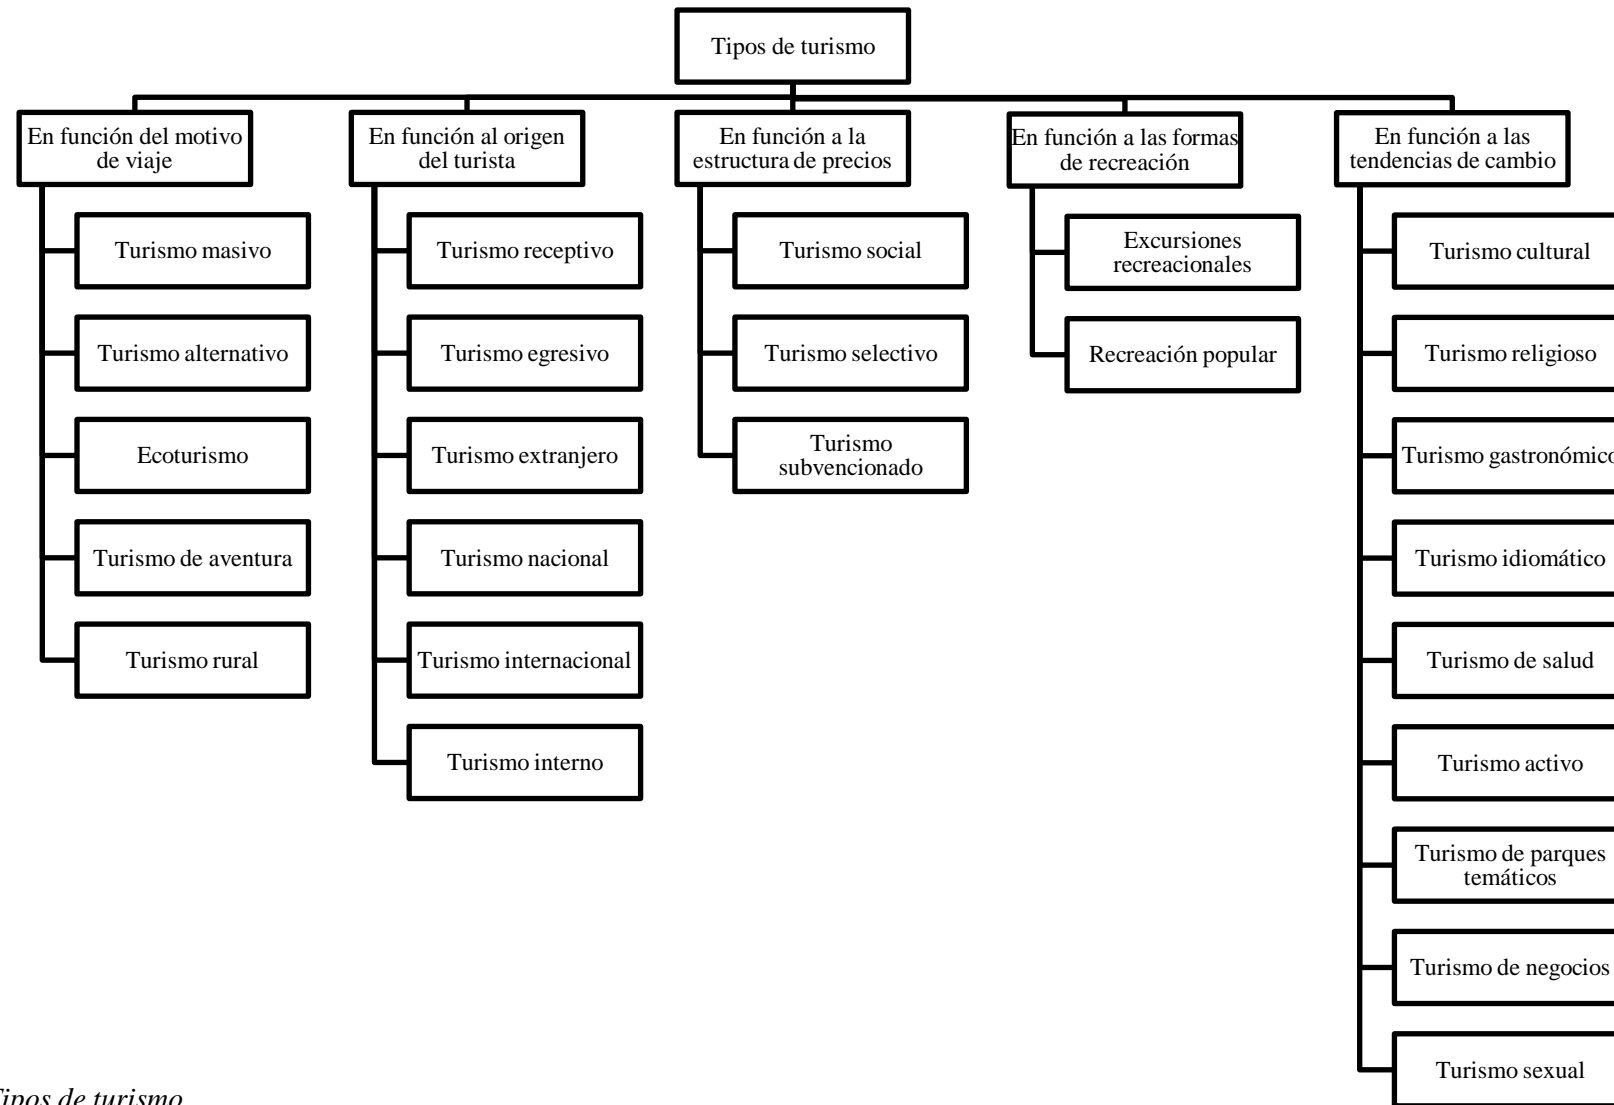 Tipos de turismo
En función del motivo
de viaje
Turismo masivo
Turismo alternativo
Ecoturismo
Turismo de aventura
Turismo rural
En función al origen
del turista
Turismo receptivo
Turismo egresivo
Turismo extranjero
Turismo nacional
Turismo internacional
Turismo interno
En función a la
estructura de precios
Turismo social
Turismo selectivo
Turismo
subvencionado
En función a las formas
de recreación
Excursiones
recreacionales
Recreación popular
En función a las
tendencias de cambio
Turismo cultural
Turismo religioso
Turismo gastronómico
Turismo idiomático
Turismo de salud
Turismo activo
Turismo de parques
temáticos
Turismo de negocios
Turismo sexual
Tipos de turismo